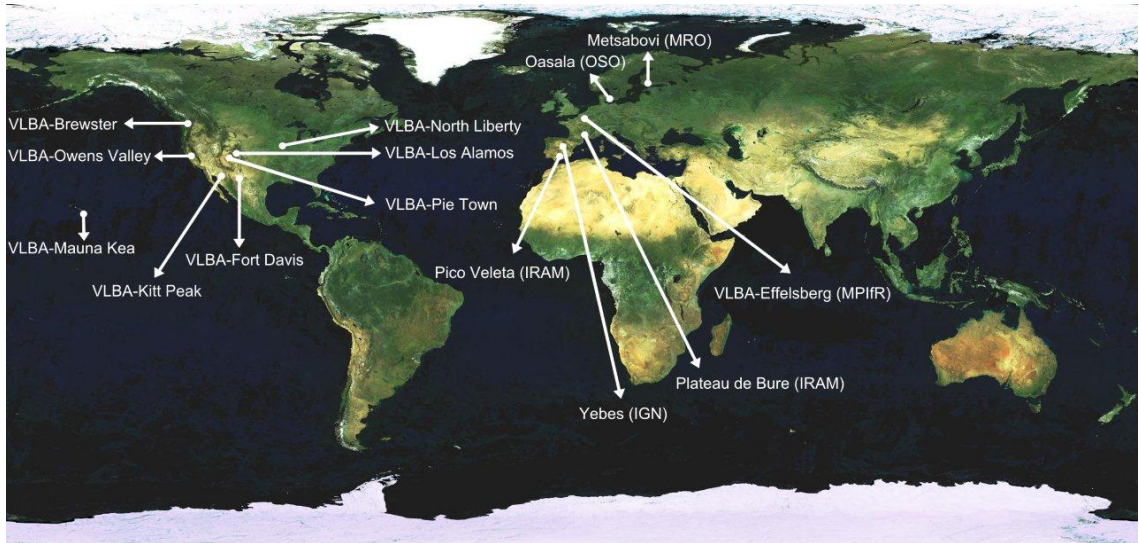 Metsabovi (MRO)
Oasala (OSO)
VLBA-Brewster
VLBA-North Liberty
VLBA-Owens Valley
VLBA-Los Alamos
VLBA-Pie Town
VLBA-Mauna Kea
VLBA-Fort Davis
Pico Veleta (IRAM)
VLBA-Kitt Peak
VLBA-Effelsberg (MPIfR)
Plateau de Bure (IRAM)
Yebes (IGN)